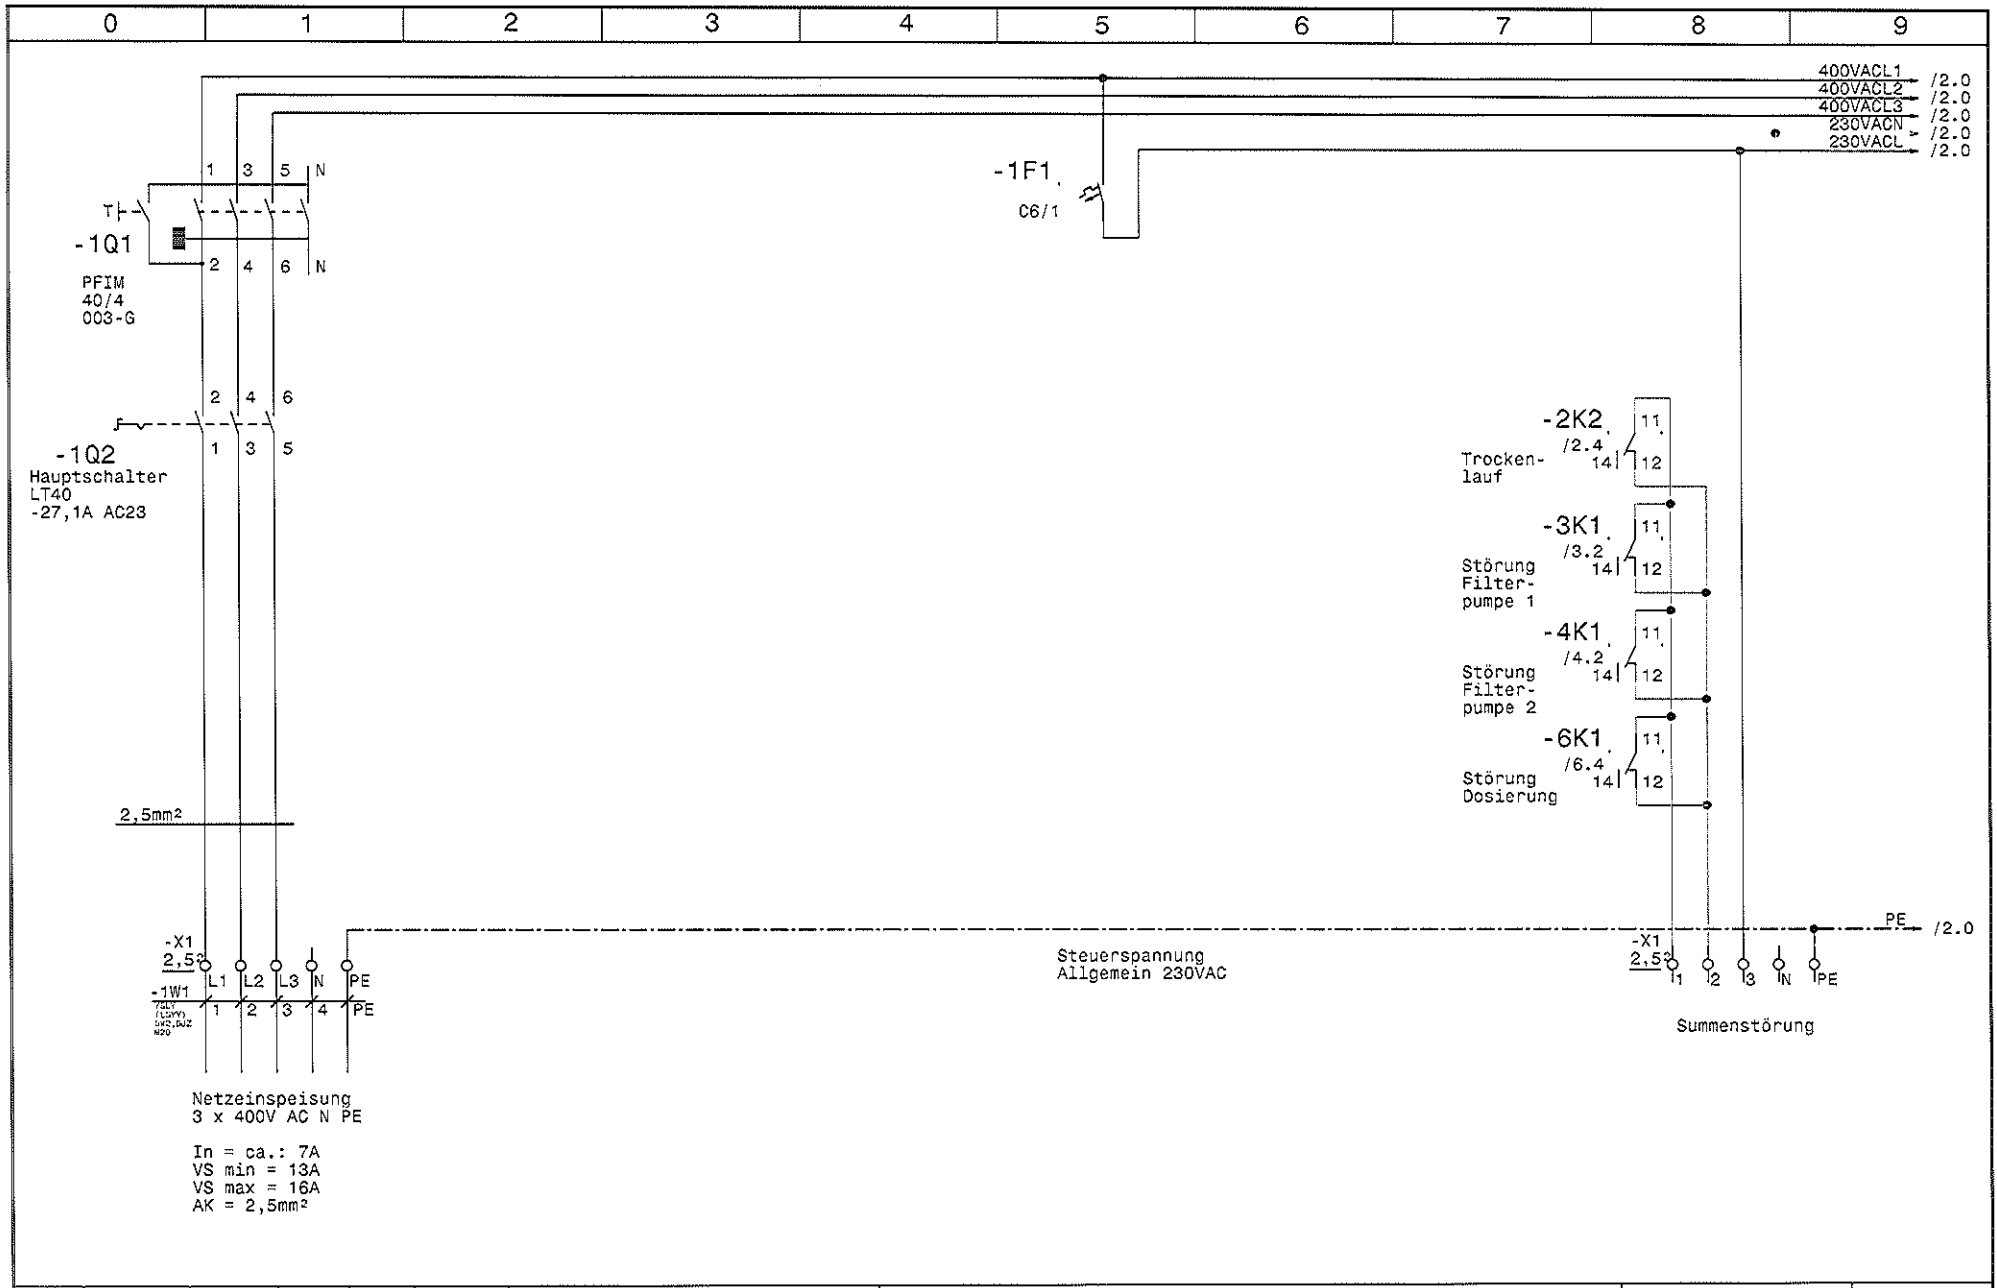 0 1 2 3 4 5 6 7 8 9
400VACL1 /2.0
400VACL2 /2.0
400VACL3 /2.0
230VACN /2.0
230VACL /2.0
1 3 5 N
T
-1Q1
2 4 6 N
PFIM
40/4
003-G
-1F1
C6/1
2 4 6
1 3 5
-1Q2
Hauptschalter
LT40
-27,1A AC23
-2K2 11
/2.4
14 12
Trocken-
lauf
-3K1 11
/3.2
14 12
Störung
Filter-
pumpe 1
-4K1 11
/4.2
14 12
Störung
Filter-
pumpe 2
-6K1 11
/6.4
14 12
Störung
Dosierung
2,5mm²
PE /2.0
-X1
2,5²
L1 L2 L3 N PE
-1W1
1 2 3 4 PE
Steuerspannung
Allgemein 230VAC
-X1
2,5²
1 2 3 N PE
Summenstörung
Netzeinspeisung
3 x 400V AC N PE
In = ca.: 7A
VS min = 13A
VS max = 16A
AK = 2,5mm²